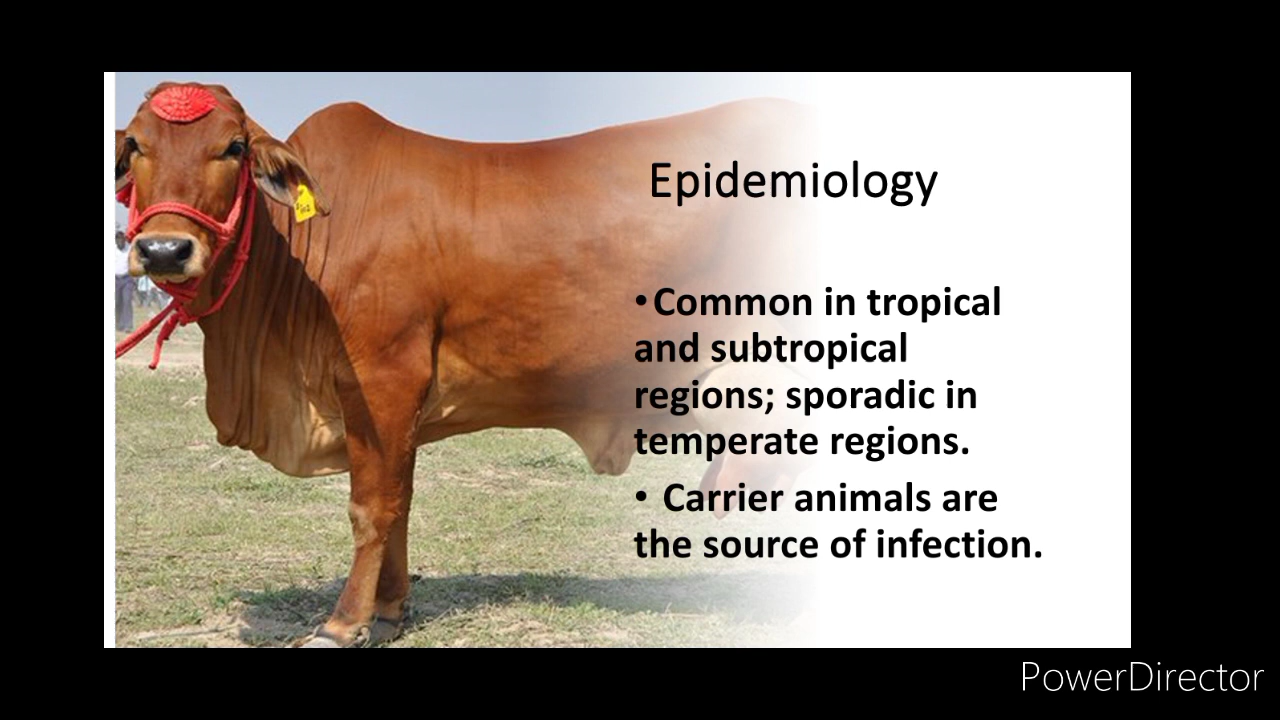 Epidemiology
•Common in tropical
and subtropical
regions; sporadic in
temperate regions.
• Carrier animals are
the source of infection.
PowerDirector